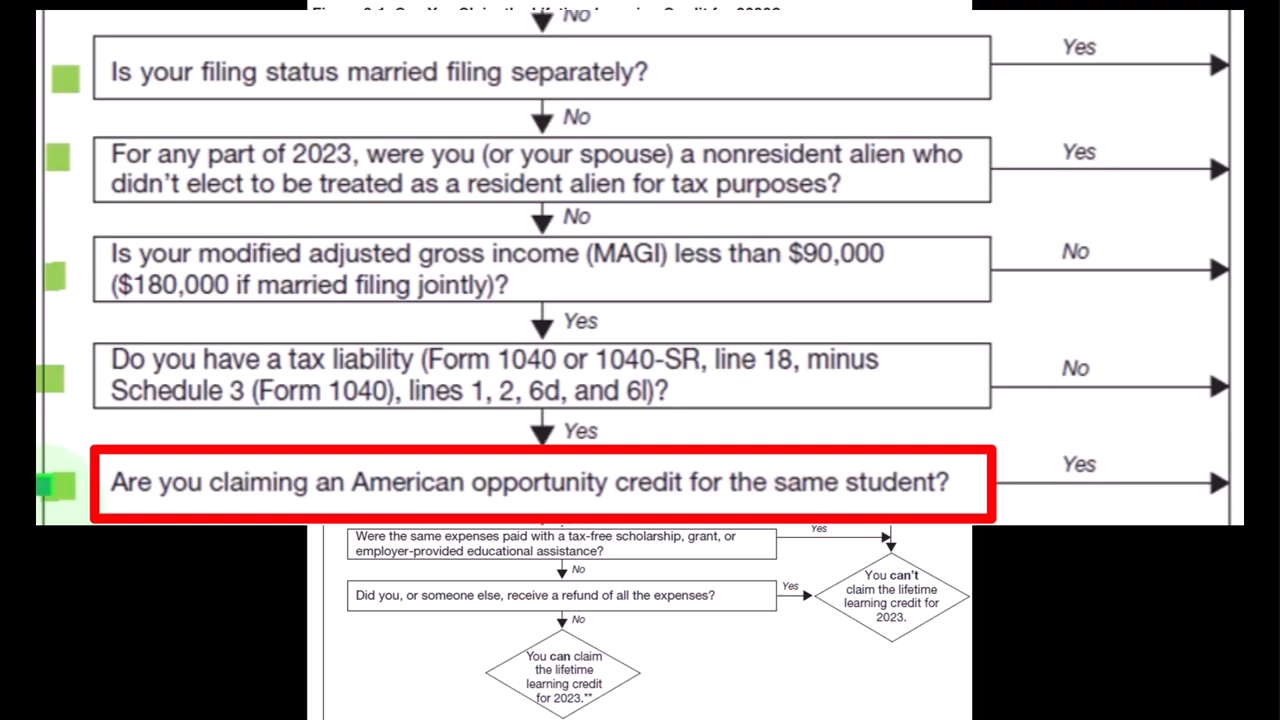 No
Is your filing status married filing separately?
Yes
No
For any part of 2023, were you (or your spouse) a nonresident alien who
didn't elect to be treated as a resident alien for tax purposes?
Yes
No
Is your modified adjusted gross income (MAGI) less than $90,000
($180,000 if married filing jointly)?
No
Yes
Do you have a tax liability (Form 1040 or 1040-SR, line 18, minus
Schedule 3 (Form 1040), lines 1, 2, 6d, and 6l)?
No
Yes
Are you claiming an American opportunity credit for the same student?
Yes
Were the same expenses paid with a tax-free scholarship, grant, or
employer-provided educational assistance?
Yes
No
Did you, or someone else, receive a refund of all the expenses?
Yes
You can't
claim the lifetime
learning credit for
2023.
No
You can claim
the lifetime
learning credit
for 2023.**